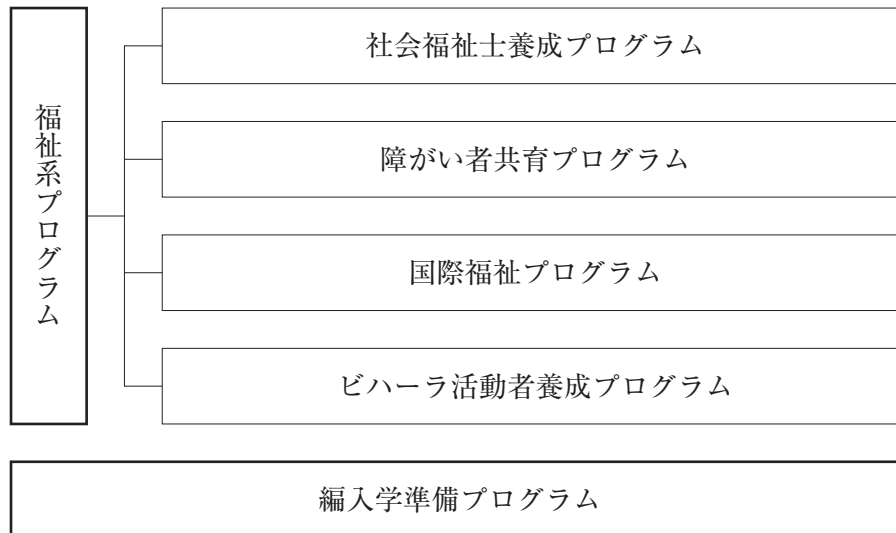 福祉系プログラム
社会福祉士養成プログラム
障がい者共育プログラム
国際福祉プログラム
ビハーラ活動者養成プログラム
編入学準備プログラム